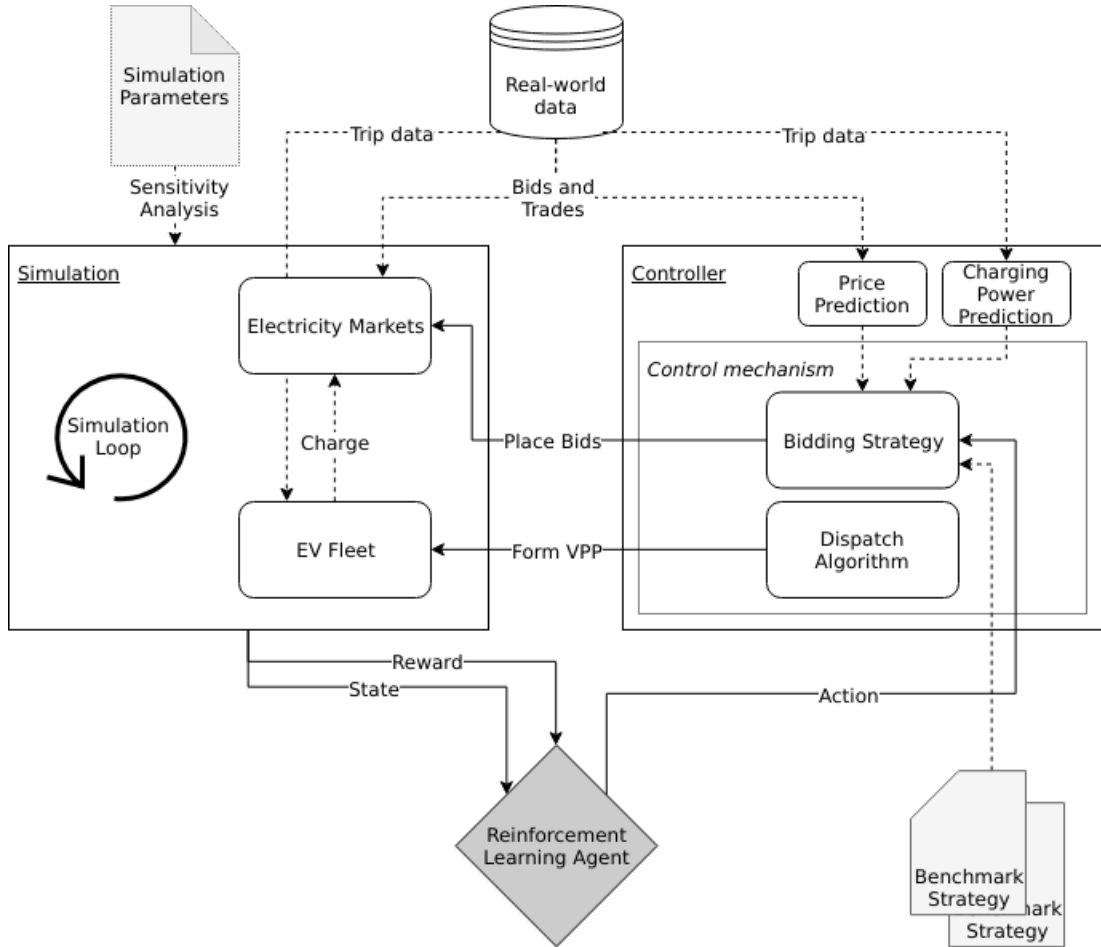 Simulation
Parameters
Real-world
data
Trip data
Trip data
Sensitivity
Analysis
Bids and
Trades
Simulation
Controller
Electricity Markets
Price
Prediction
Charging
Power
Prediction
Control mechanism
Simulation
Loop
Charge
Place Bids
Bidding Strategy
EV Fleet
Form VPP
Dispatch
Algorithm
Reward
State
Action
Reinforcement
Learning Agent
Benchmark
Strategy
mark
Strategy